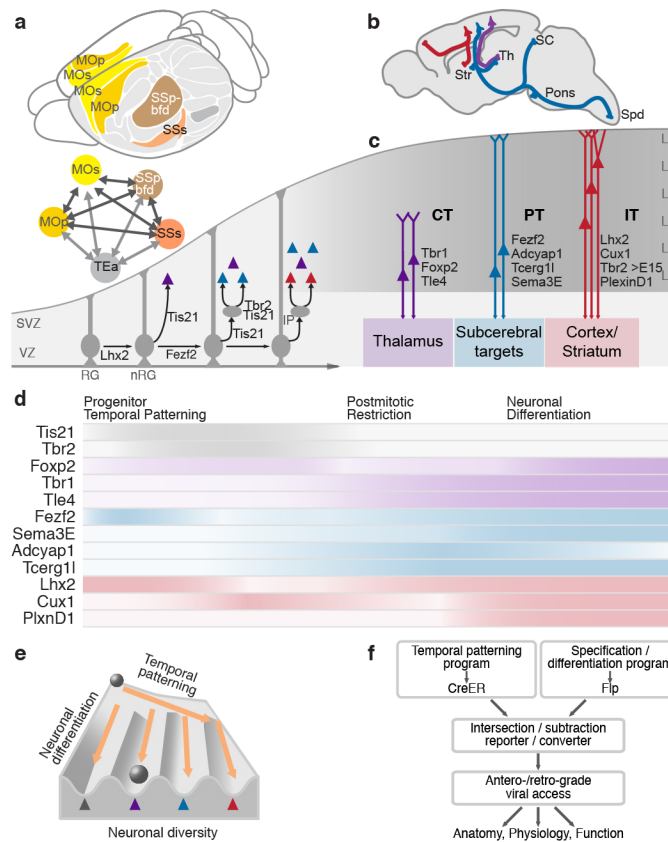 a
MOp
MOs
MOs
MOp
SSp-
bfd
SSs
MOs
SSp
bfd
MOp
SSs
TEa
b
Str
Th
SC
Pons
Spd
c
CT
Tbr1
Foxp2
Tle4
PT
Fezf2
Adcyap1
Tcerg1l
Sema3E
IT
Lhx2
Cux1
Tbr2 >E15
PlexinD1
SVZ
VZ
RG
Lhx2
nRG
Tis21
Fezf2
Tbr2
Tis21
Tis21
IP
Thalamus
Subcerebral
targets
Cortex/
Striatum
d
Progenitor
Temporal Patterning
Postmitotic
Restriction
Neuronal
Differentiation
Tis21
Tbr2
Foxp2
Tbr1
Tle4
Fezf2
Sema3E
Adcyap1
Tcerg1l
Lhx2
Cux1
PlxnD1
e
Temporal
patterning
Neuronal
differentiation
Neuronal diversity
f
Temporal patterning
program
CreER
Specification /
differentiation program
Flp
Intersection / subtraction
reporter / converter
Antero-/retro-grade
viral access
Anatomy, Physiology, Function